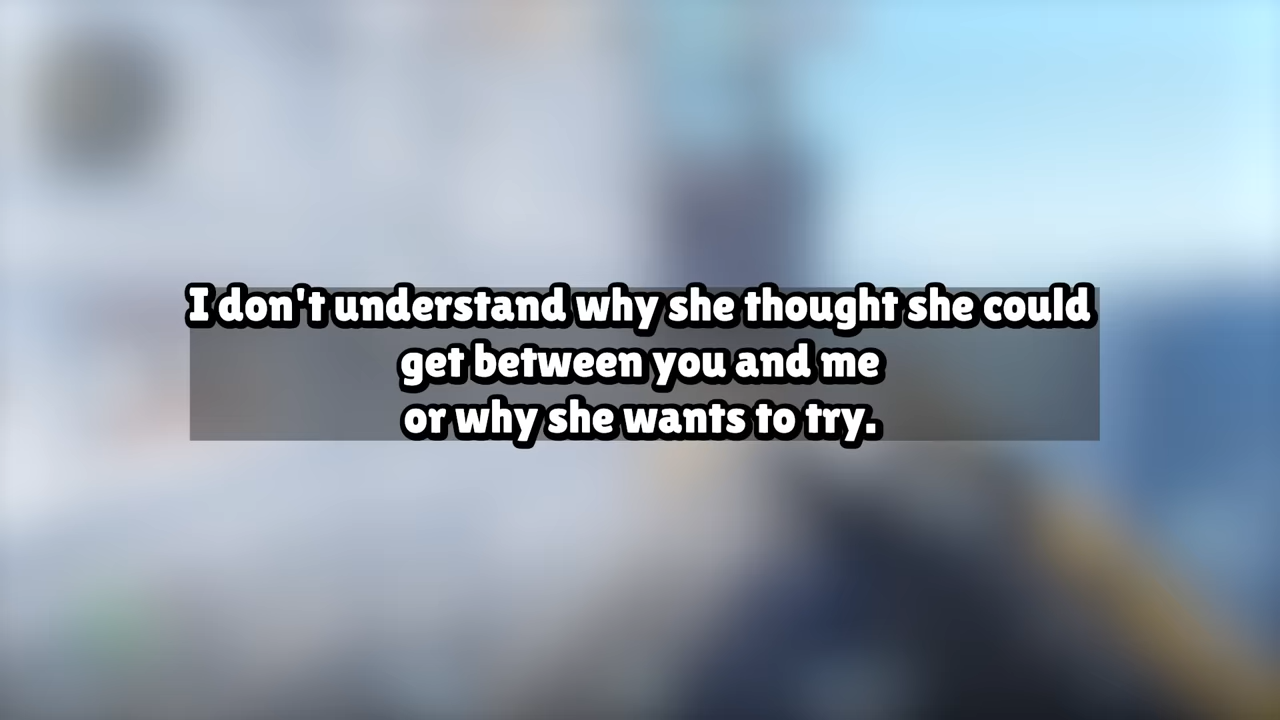 I don't understand why she thought she could
get between you and me
or why she wants to try.